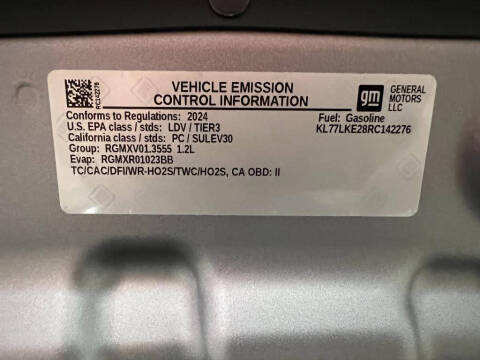 RC142276
VEHICLE EMISSION
CONTROL INFORMATION
gm
GENERAL
MOTORS
LLC
Conforms to Regulations: 2024
Fuel: Gasoline
U.S. EPA class / stds: LDV / TIER3
KL77LKE28RC142276
California class / stds: PC / SULEV30
Group: RGMXV01.3555 1.2L
Evap: RGMXR01023BB
TC/CAC/DFI/WR-HO2S/TWC/HO2S, CA OBD: II